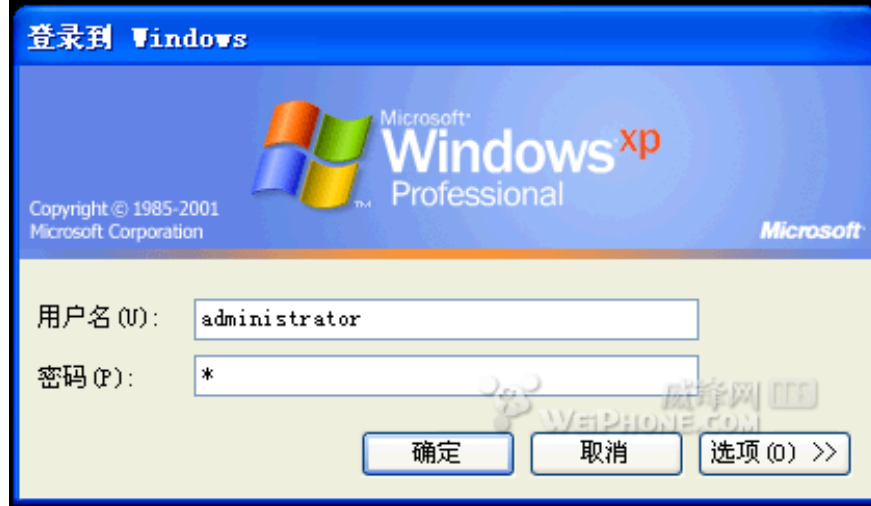 登录到 Windows
Microsoft®
Windows xp
Professional
TM
Copyright © 1985-2001
Microsoft Corporation
Microsoft
用户名(U):
administrator
密码(P):
*
威锋网
WEIPHONE.COM
确定
取消
选项(O) >>